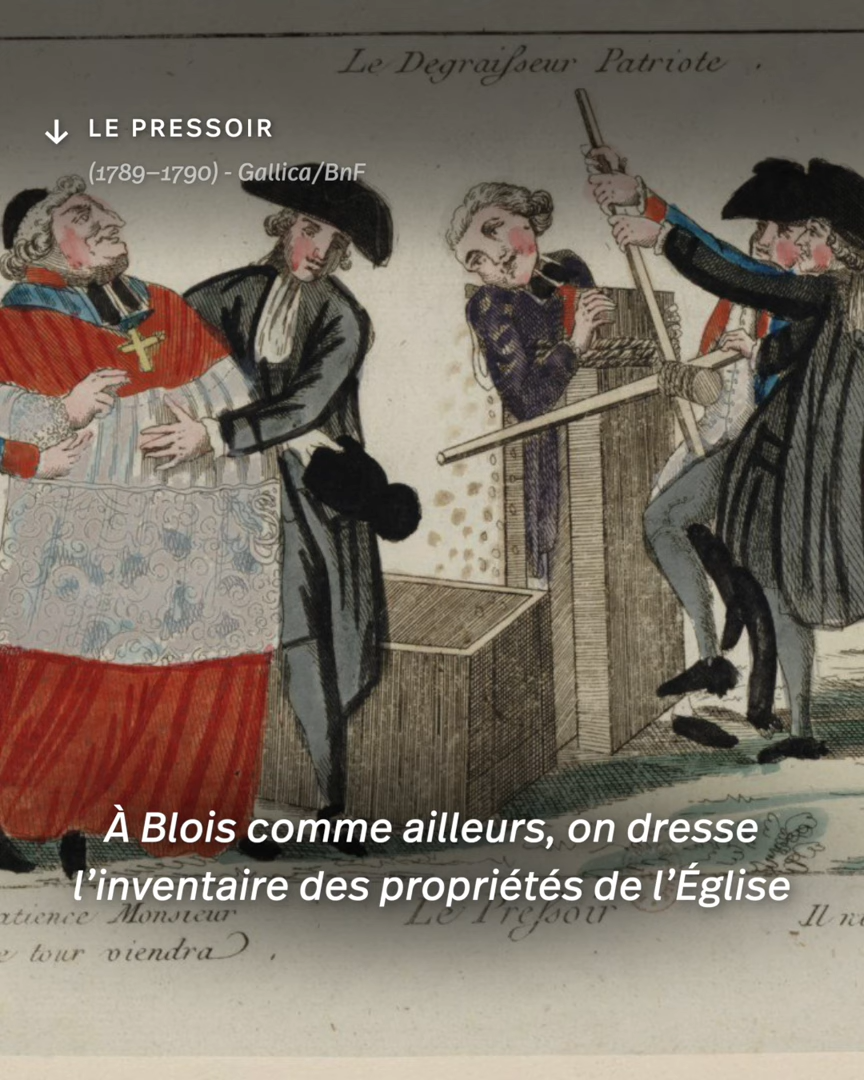 Le Degraisseur Patriote .
↓ LE PRESSOIR
(1789–1790) - Gallica/BnF
À Blois comme ailleurs, on dresse
l’inventaire des propriétés de l’Église
atience Monsieur
Le Pressoir
Il n
e tour viendra .